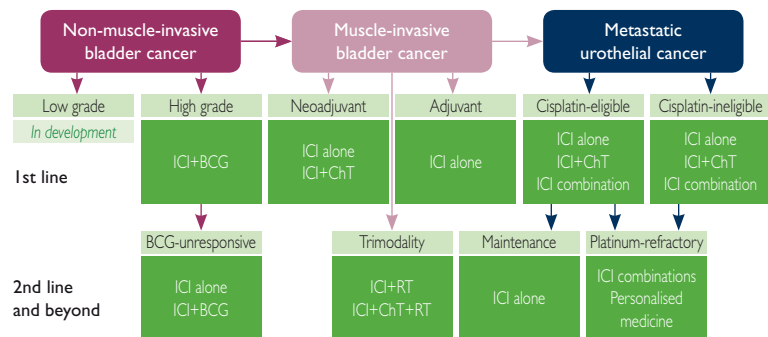 Non-muscle-invasive
bladder cancer
Muscle-invasive
bladder cancer
Metastatic
urothelial cancer
Low grade
High grade
Neoadjuvant
Adjuvant
Cisplatin-eligible
Cisplatin-ineligible
In development
1st line
ICI+BCG
ICI alone
ICI+ChT
ICI alone
ICI alone
ICI+ChT
ICI combination
ICI alone
ICI+ChT
ICI combination
BCG-unresponsive
Trimodality
Maintenance
Platinum-refractory
2nd line
and beyond
ICI alone
ICI+BCG
ICI+RT
ICI+ChT+RT
ICI alone
ICI combinations
Personalised
medicine